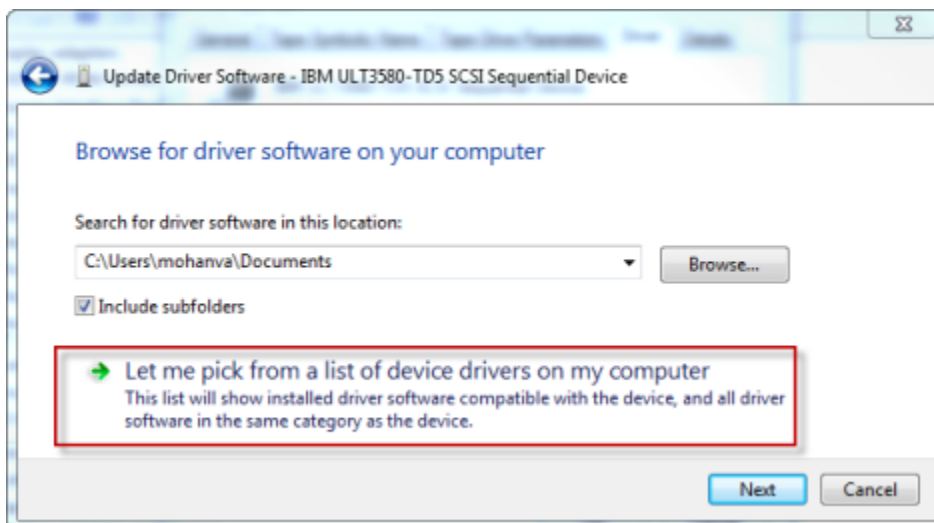 Update Driver Software - IBM ULT3580-TD5 SCSI Sequential Device
Browse for driver software on your computer
Search for driver software in this location:
C:\Users\mohanva\Documents
Browse...
Include subfolders
Let me pick from a list of device drivers on my computer
This list will show installed driver software compatible with the device, and all driver
software in the same category as the device.
Next
Cancel